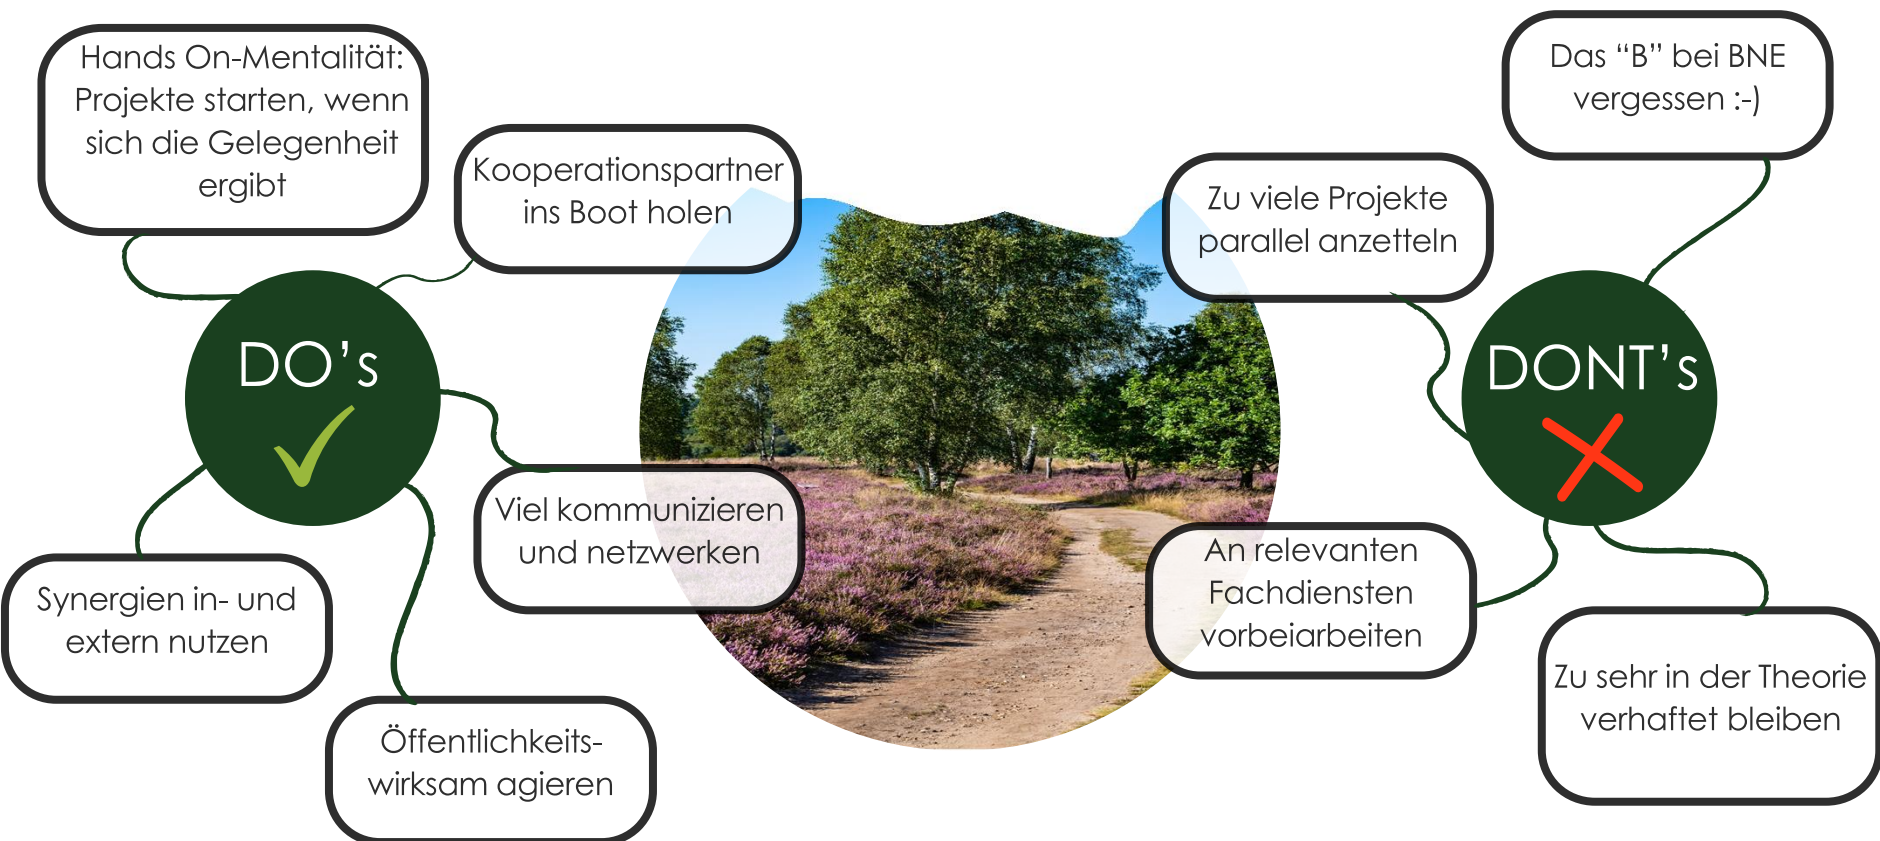 Hands On-Mentalität:
Projekte starten, wenn
sich die Gelegenheit
ergibt
Kooperationspartner
ins Boot holen
DO's
Viel kommunizieren
und netzwerken
Synergien in- und
extern nutzen
Öffentlichkeits-
wirksam agieren
Das “B” bei BNE
vergessen :-)
Zu viele Projekte
parallel anzetteln
DONT's
An relevanten
Fachdiensten
vorbeiarbeiten
Zu sehr in der Theorie
verhaftet bleiben